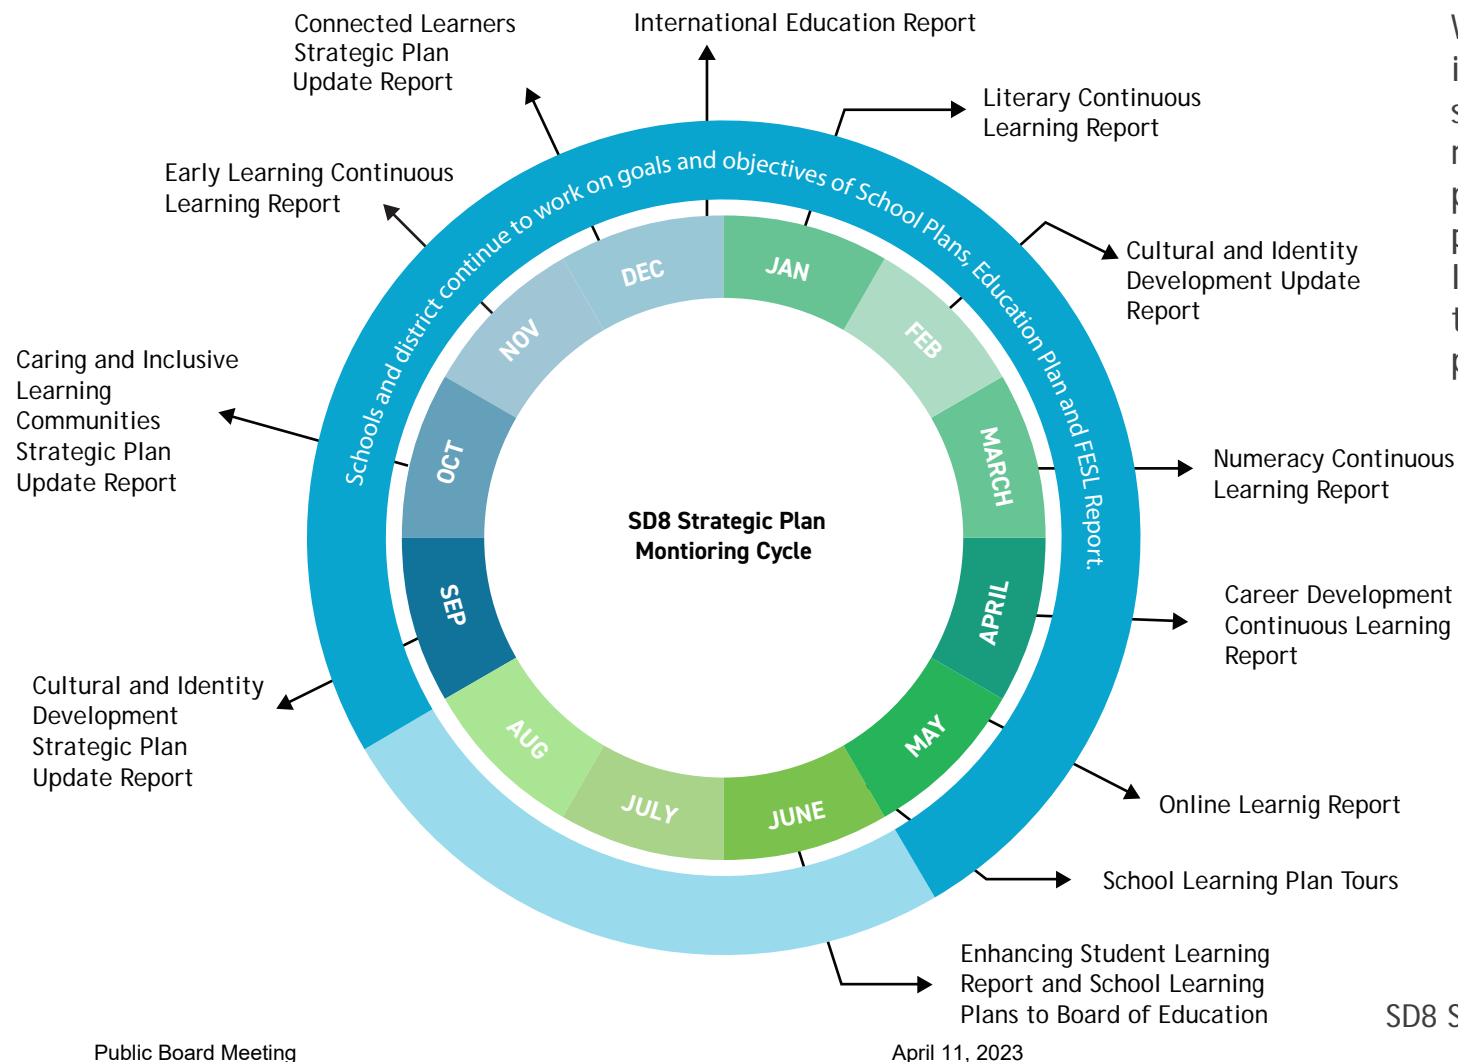 Connected Learners
Strategic Plan
Update Report
International Education Report
Literary Continuous
Learning Report
Early Learning Continuous
Learning Report
Cultural and Identity
Development Update
Report
Caring and Inclusive
Learning
Communities
Strategic Plan
Update Report
Numeracy Continuous
Learning Report
Career Development
Continuous Learning
Report
Cultural and Identity
Development
Strategic Plan
Update Report
Online Learnig Report
School Learning Plan Tours
Enhancing Student Learning
Report and School Learning
Plans to Board of Education
Schools and district continue to work on goals and objectives of School Plans, Education Plan and FESL Report.
JAN
FEB
MARCH
APRIL
MAY
JUNE
JULY
AUG
SEP
OCT
NOV
DEC
SD8 Strategic Plan
Montioring Cycle
SD8
Public Board Meeting
April 11, 2023